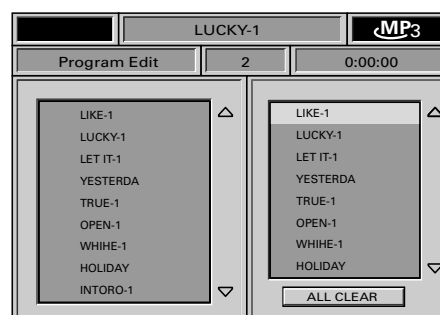 LUCKY-1
MP3
Program Edit
2
0:00:00
LIKE-1
LUCKY-1
LET IT-1
YESTERDA
TRUE-1
OPEN-1
WHIHE-1
HOLIDAY
INTORO-1
LIKE-1
LUCKY-1
LET IT-1
YESTERDA
TRUE-1
OPEN-1
WHIHE-1
HOLIDAY
ALL CLEAR